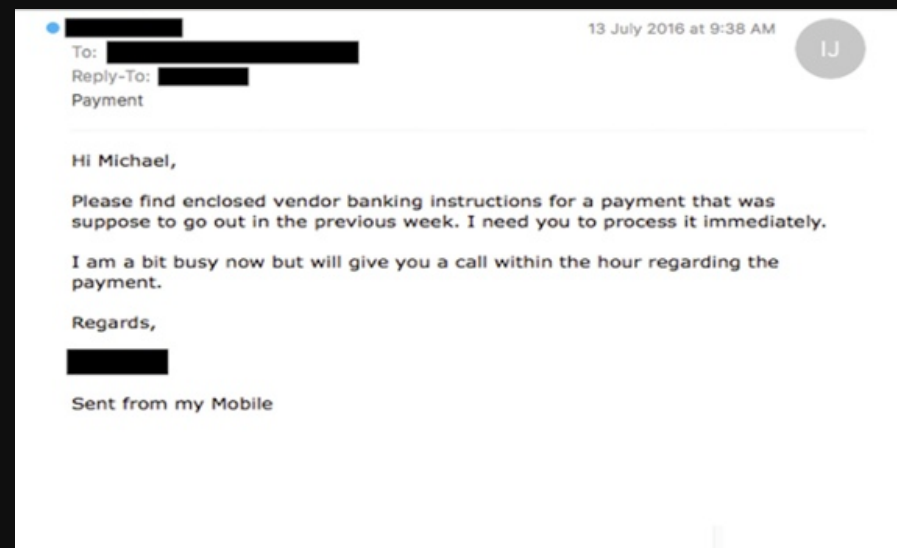 13 July 2016 at 9:38 AM
IJ
To:
Reply-To:
Payment
Hi Michael,
Please find enclosed vendor banking instructions for a payment that was
suppose to go out in the previous week. I need you to process it immediately.
I am a bit busy now but will give you a call within the hour regarding the
payment.
Regards,
Sent from my Mobile